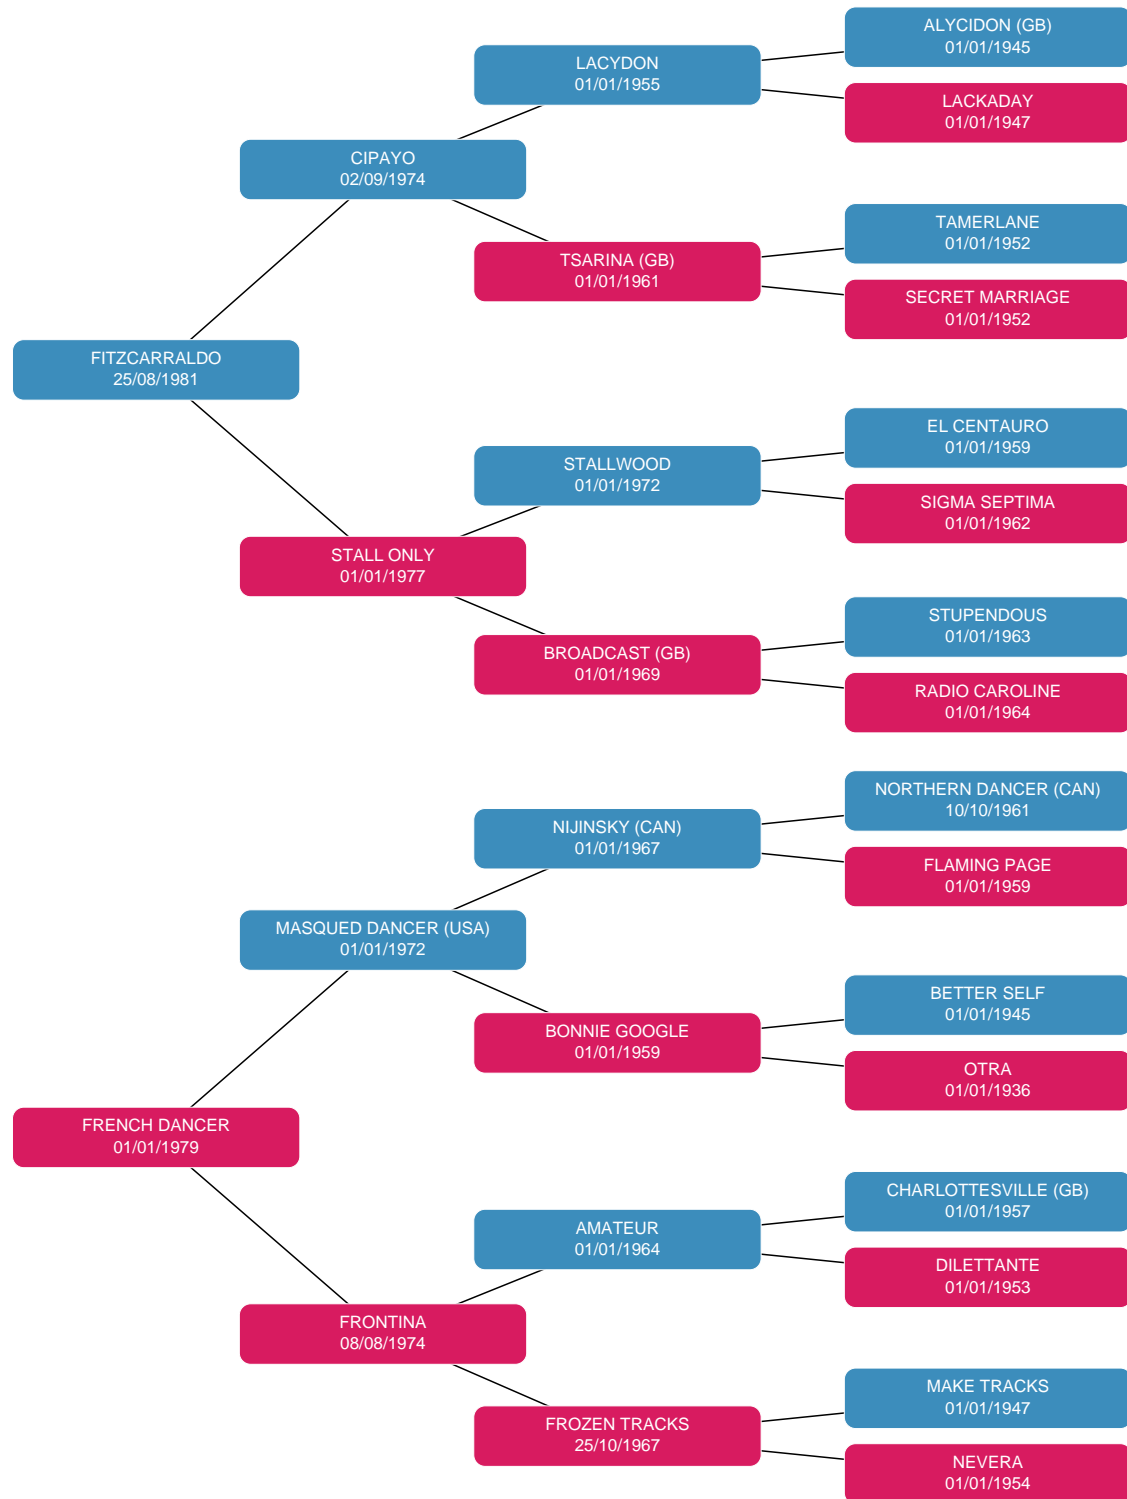 ALYCIDON (GB)
01/01/1945
LACYDON
01/01/1955
LACKADAY
01/01/1947
CIPAYO
02/09/1974
TAMERLANE
01/01/1952
TSARINA (GB)
01/01/1961
SECRET MARRIAGE
01/01/1952
FITZCARRALDO
25/08/1981
EL CENTAURO
01/01/1959
STALLWOOD
01/01/1972
SIGMA SEPTIMA
01/01/1962
STALL ONLY
01/01/1977
STUPENDOUS
01/01/1963
BROADCAST (GB)
01/01/1969
RADIO CAROLINE
01/01/1964
NORTHERN DANCER (CAN)
10/10/1961
NIJINSKY (CAN)
01/01/1967
FLAMING PAGE
01/01/1959
MASQUED DANCER (USA)
01/01/1972
BETTER SELF
01/01/1945
BONNIE GOOGLE
01/01/1959
OTRA
01/01/1936
FRENCH DANCER
01/01/1979
CHARLOTTESVILLE (GB)
01/01/1957
AMATEUR
01/01/1964
DILETTANTE
01/01/1953
FRONTINA
08/08/1974
MAKE TRACKS
01/01/1947
FROZEN TRACKS
25/10/1967
NEVERA
01/01/1954